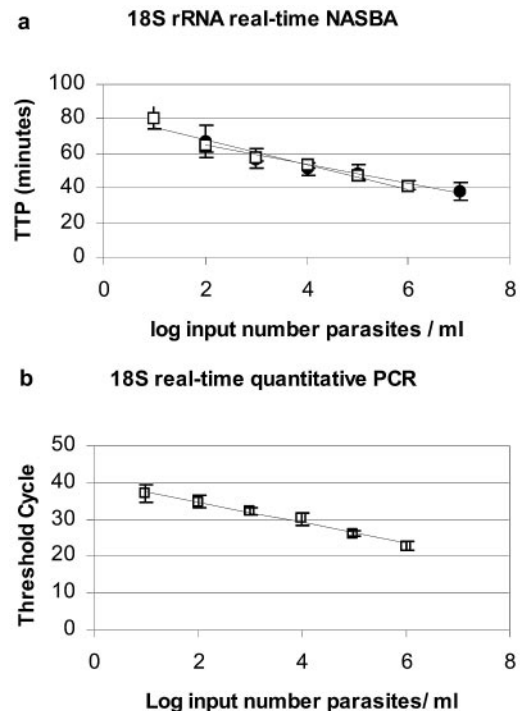 a 18S rRNA real-time NASBA
100
80
60
40
20
0
TTP (minutes)
0 2 4 6 8
log input number parasites / ml
b 18S real-time quantitative PCR
50
40
30
20
10
0
Threshold Cycle
0 2 4 6 8
Log input number parasites/ ml